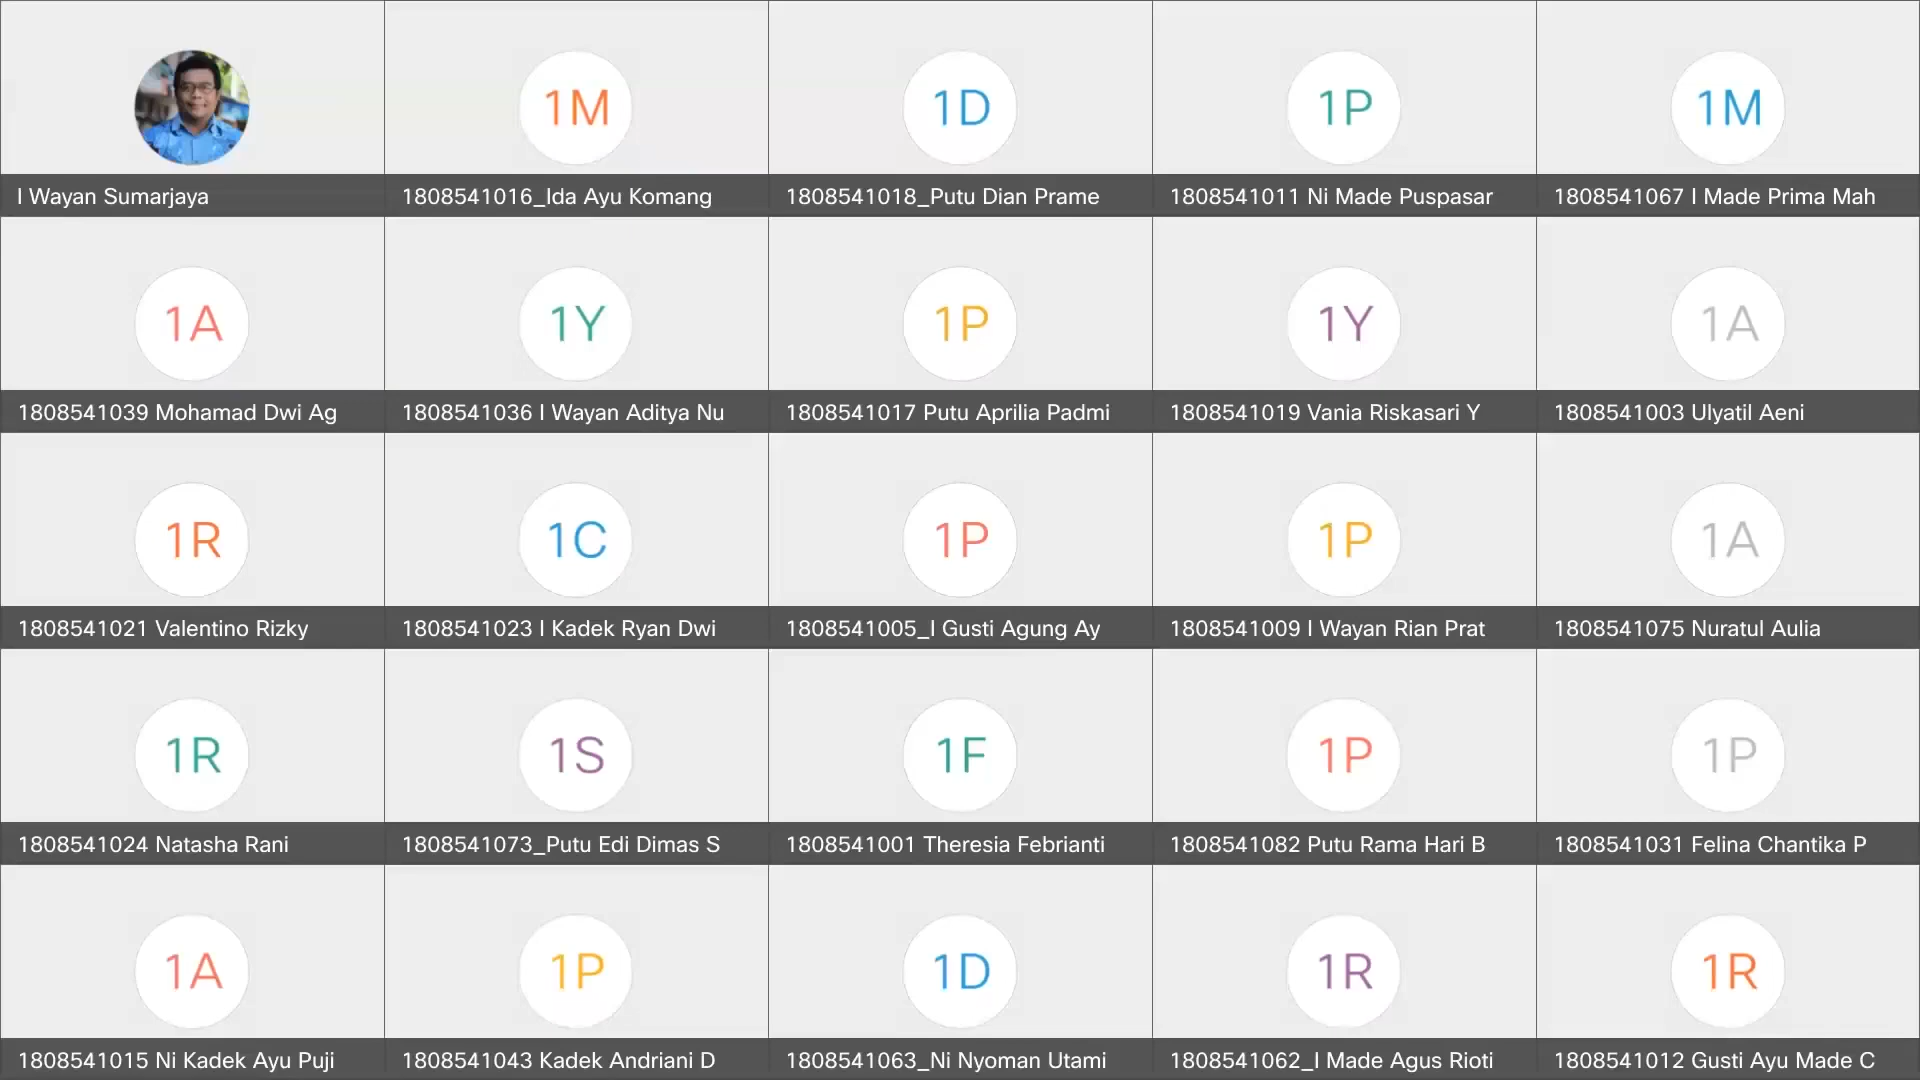 1M
1D
1P
1M
I Wayan Sumarjaya
1808541016_Ida Ayu Komang
1808541018_Putu Dian Prame
1808541011 Ni Made Puspasar
1808541067 I Made Prima Mah
1A
1Y
1P
1Y
1A
1808541039 Mohamad Dwi Ag
1808541036 I Wayan Aditya Nu
1808541017 Putu Aprilia Padmi
1808541019 Vania Riskasari Y
1808541003 Ulyatil Aeni
1R
1C
1P
1P
1A
1808541021 Valentino Rizky
1808541023 I Kadek Ryan Dwi
1808541005_I Gusti Agung Ay
1808541009 I Wayan Rian Prat
1808541075 Nuratul Aulia
1R
1S
1F
1P
1P
1808541024 Natasha Rani
1808541073_Putu Edi Dimas S
1808541001 Theresia Febrianti
1808541082 Putu Rama Hari B
1808541031 Felina Chantika P
1A
1P
1D
1R
1R
1808541015 Ni Kadek Ayu Puji
1808541043 Kadek Andriani D
1808541063_Ni Nyoman Utami
1808541062_I Made Agus Rioti
1808541012 Gusti Ayu Made C